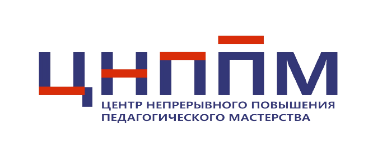 ЦНППМ
ЦЕНТР НЕПРЕРЫВНОГО ПОВЫШЕНИЯ
ПЕДАГОГИЧЕСКОГО МАСТЕРСТВА